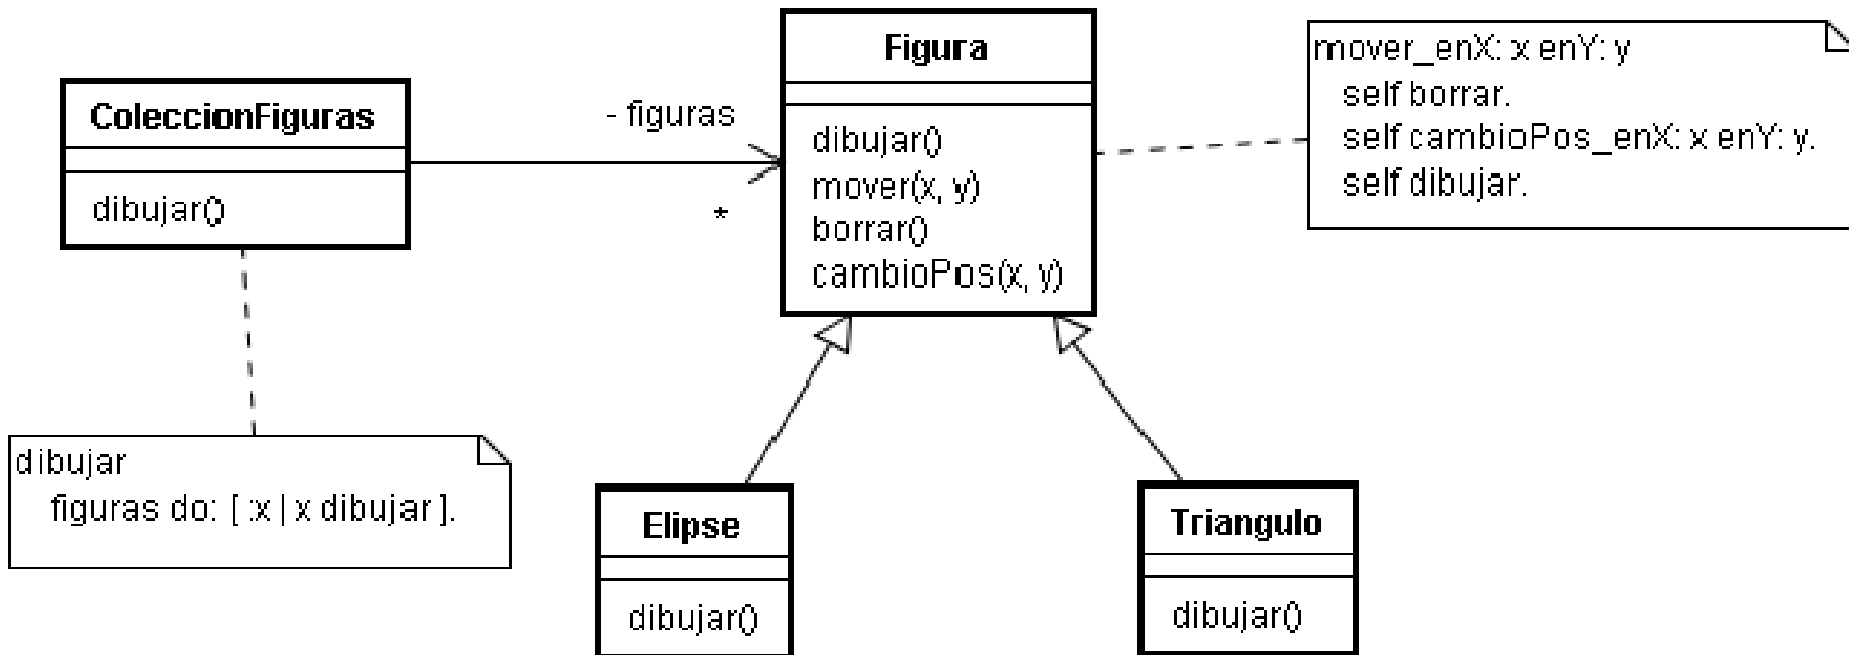 Figura
dibujar()
mover(x, y)
borrar()
cambioPos(x, y)
mover_enX: x enY: y
self borrar.
self cambioPos_enX: x enY: y.
self dibujar.
ColeccionFiguras
dibujar()
- figuras
*
dibujar
figuras do: [ :x | x dibujar ].
Elipse
dibujar()
Triangulo
dibujar()